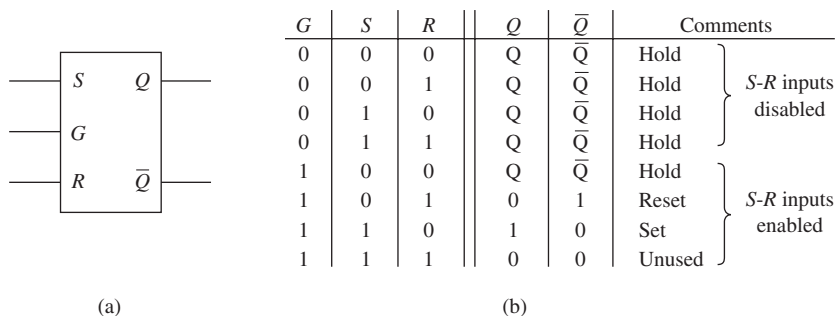 S Q
G
R Q̅
(a)
G S R Q Q̅ Comments
0 0 0 Q Q̅ Hold
0 0 1 Q Q̅ Hold
0 1 0 Q Q̅ Hold
0 1 1 Q Q̅ Hold
S-R inputs
disabled
1 0 0 Q Q̅ Hold
1 0 1 0 1 Reset
1 1 0 1 0 Set
1 1 1 0 0 Unused
S-R inputs
enabled
(b)